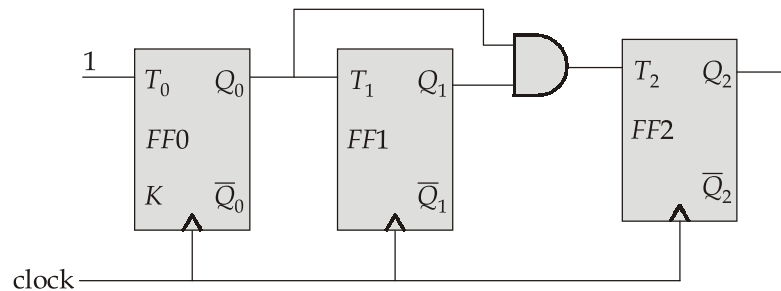 1
T₀ Q₀ T₁ Q₁ T₂ Q₂
FF0 FF1 FF2
K Q̅₀ Q̅₁ Q̅₂
clock